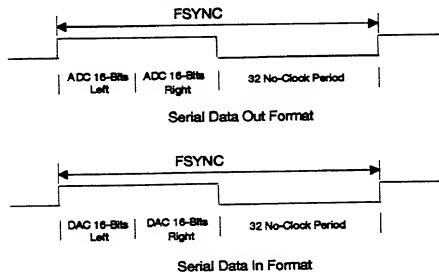 FSYNC
ADC 16-Bits Left
ADC 16-Bits Right
32 No-Clock Period
Serial Data Out Format
FSYNC
DAC 16-Bits Left
DAC 16-Bits Right
32 No-Clock Period
Serial Data In Format